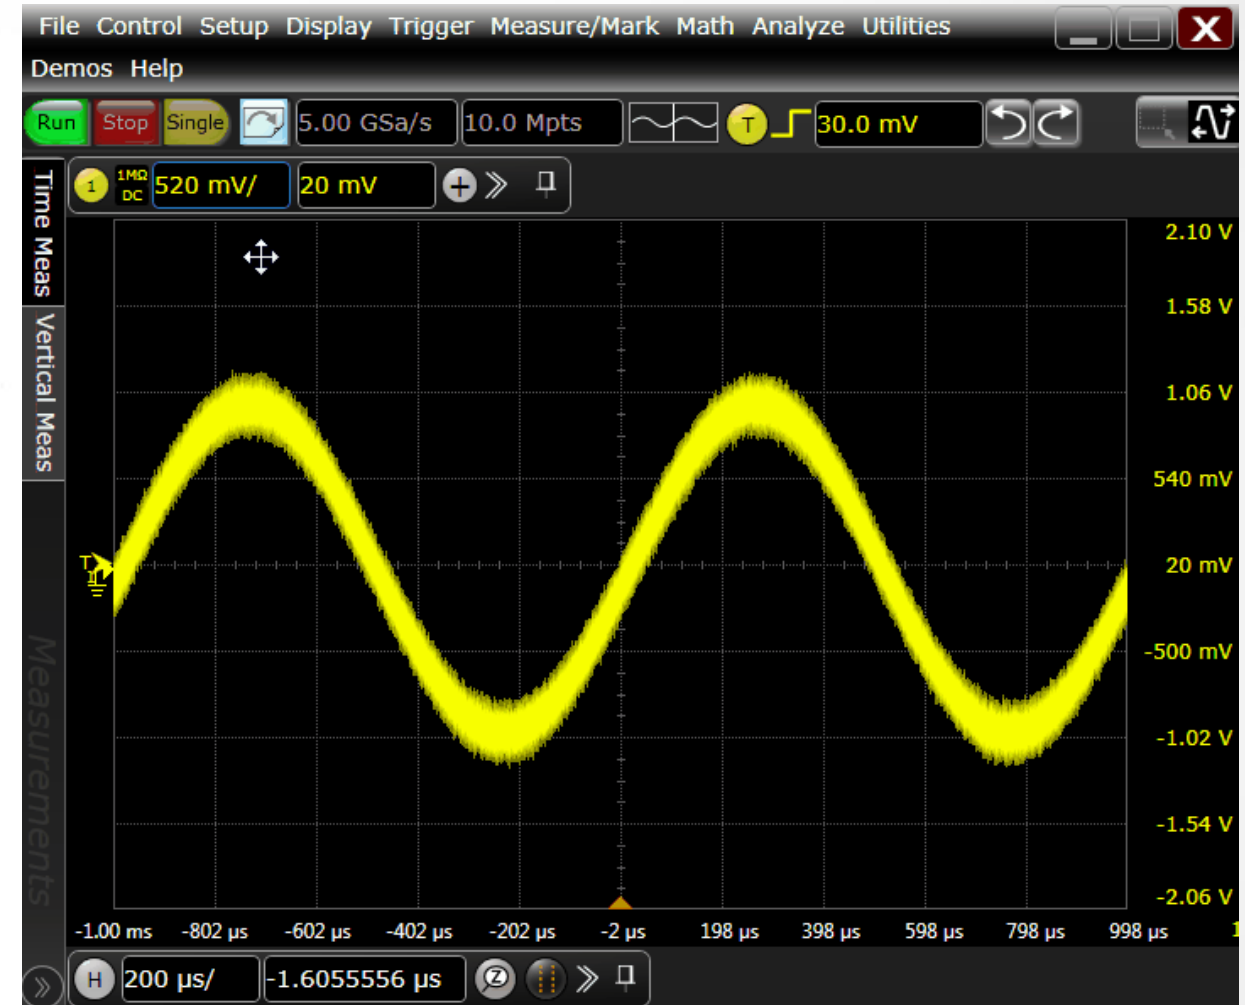 File Control Setup Display Trigger Measure/Mark Math Analyze Utilities
X
Demos Help
Run Stop Single 5.00 GSa/s 10.0 Mpts T 30.0 mV
1 1MΩ DC 520 mV/ 20 mV
Time Meas
Vertical Meas
Measurements
2.10 V
1.58 V
1.06 V
540 mV
T
1
20 mV
-500 mV
-1.02 V
-1.54 V
-2.06 V
-1.00 ms -802 µs -602 µs -402 µs -202 µs -2 µs 198 µs 398 µs 598 µs 798 µs 998 µs
H 200 µs/ -1.6055556 µs Z